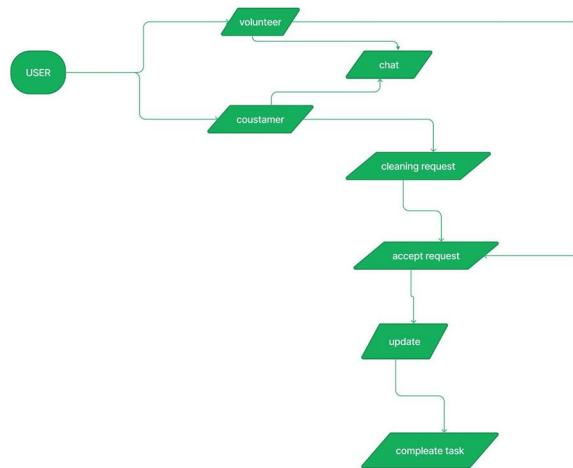 volunteer
USER
chat
coustamer
cleaning request
accept request
update
compleate task